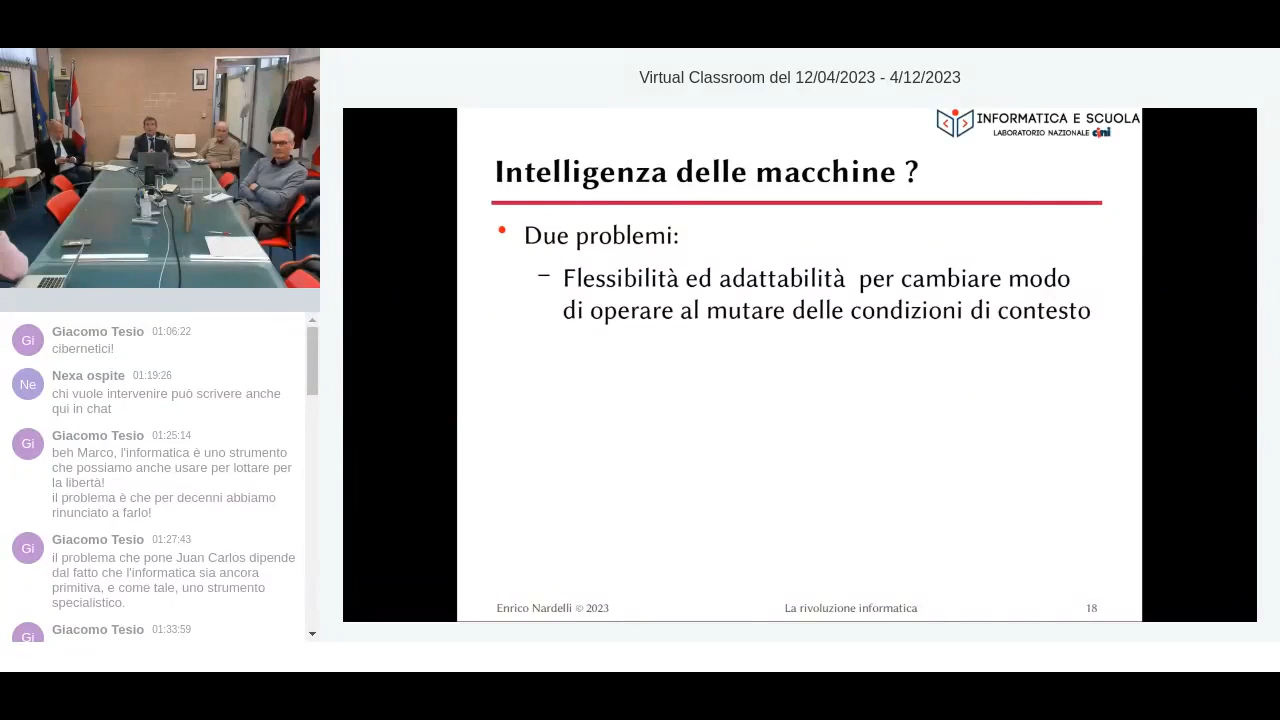 Virtual Classroom del 12/04/2023 - 4/12/2023
INFORMATICA E SCUOLA
LABORATORIO NAZIONALE cini
Intelligenza delle macchine ?
• Due problemi:
– Flessibilità ed adattabilità per cambiare modo
di operare al mutare delle condizioni di contesto
Enrico Nardelli © 2023
La rivoluzione informatica
18
Gi
Giacomo Tesio 01:06:22
cibernetici!
Ne
Nexa ospite 01:19:26
chi vuole intervenire può scrivere anche
qui in chat
Gi
Giacomo Tesio 01:25:14
beh Marco, l'informatica è uno strumento
che possiamo anche usare per lottare per
la libertà!
il problema è che per decenni abbiamo
rinunciato a farlo!
Gi
Giacomo Tesio 01:27:43
il problema che pone Juan Carlos dipende
dal fatto che l'informatica sia ancora
primitiva, e come tale, uno strumento
specialistico.
Gi
Giacomo Tesio 01:33:59